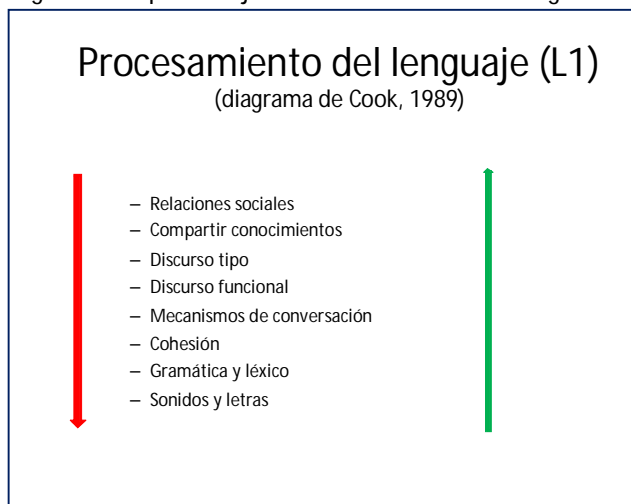 Procesamiento del lenguaje (L1)
(diagrama de Cook, 1989)
– Relaciones sociales
– Compartir conocimientos
– Discurso tipo
– Discurso funcional
– Mecanismos de conversación
– Cohesión
– Gramática y léxico
– Sonidos y letras